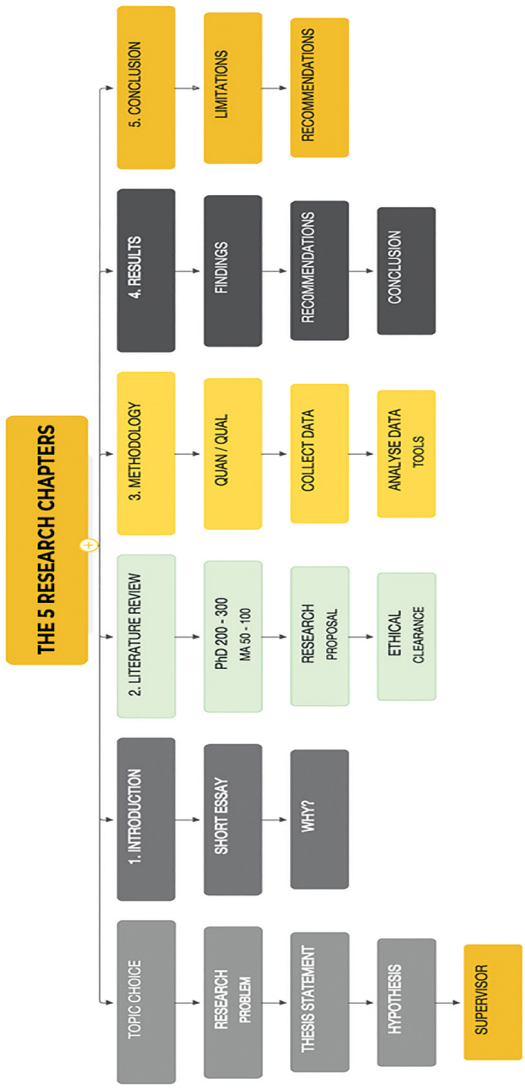 THE 5 RESEARCH CHAPTERS
TOPIC CHOICE
RESEARCH
PROBLEM
THESIS STATEMENT
HYPOTHESIS
SUPERVISOR
1. INTRODUCTION
SHORT ESSAY
WHY?
2. LITERATURE REVIEW
PhD 200 - 300
MA 50 - 100
RESEARCH
PROPOSAL
ETHICAL
CLEARANCE
3. METHODOLOGY
QUAN / QUAL
COLLECT DATA
ANALYSE DATA
TOOLS
4. RESULTS
FINDINGS
RECOMMENDATIONS
CONCLUSION
5. CONCLUSION
LIMITATIONS
RECOMMENDATIONS